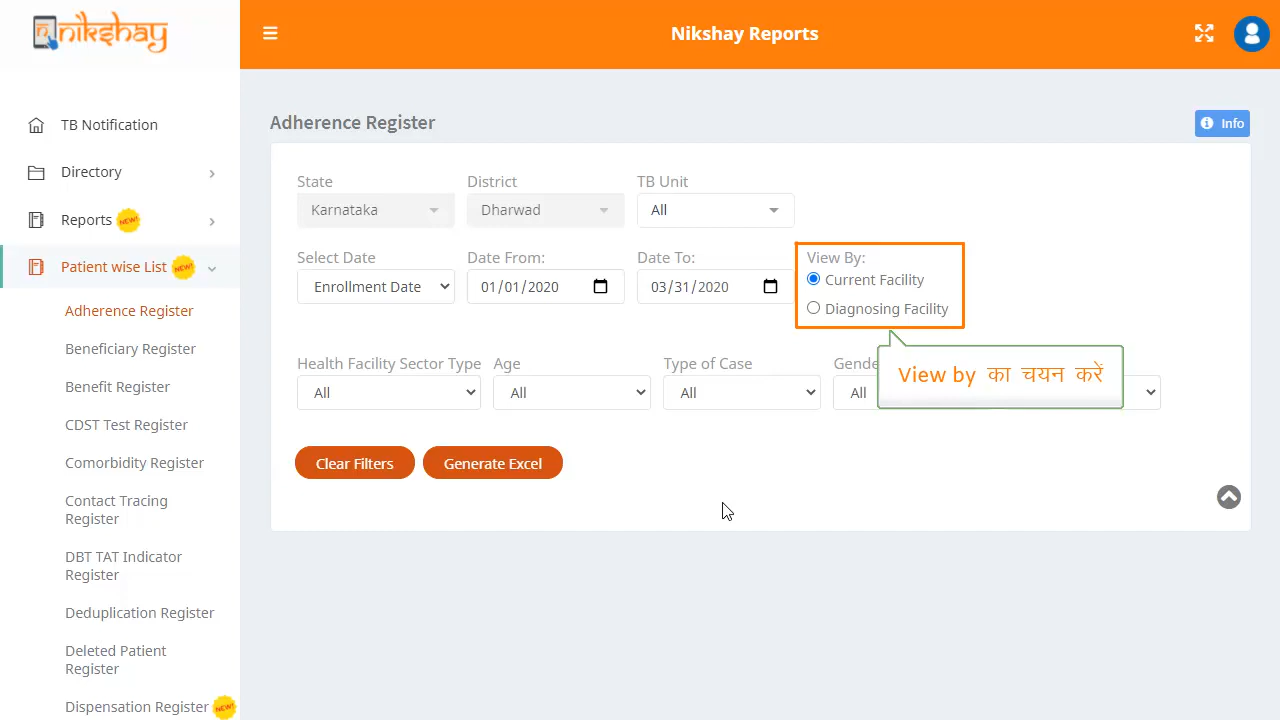 nikshay
Nikshay Reports
TB Notification
Directory
Reports NEW!
Patient wise List NEW!
Adherence Register
Beneficiary Register
Benefit Register
CDST Test Register
Comorbidity Register
Contact Tracing
Register
DBT TAT Indicator
Register
Deduplication Register
Deleted Patient
Register
Dispensation Register NEW!
Adherence Register
Info
State
District
TB Unit
Karnataka
Dharwad
All
Select Date
Date From:
Date To:
View By:
Enrollment Date
01/01/2020
03/31/2020
Current Facility
Diagnosing Facility
Health Facility Sector Type
Age
Type of Case
Gende
All
All
All
All
View by का चयन करें
Clear Filters
Generate Excel